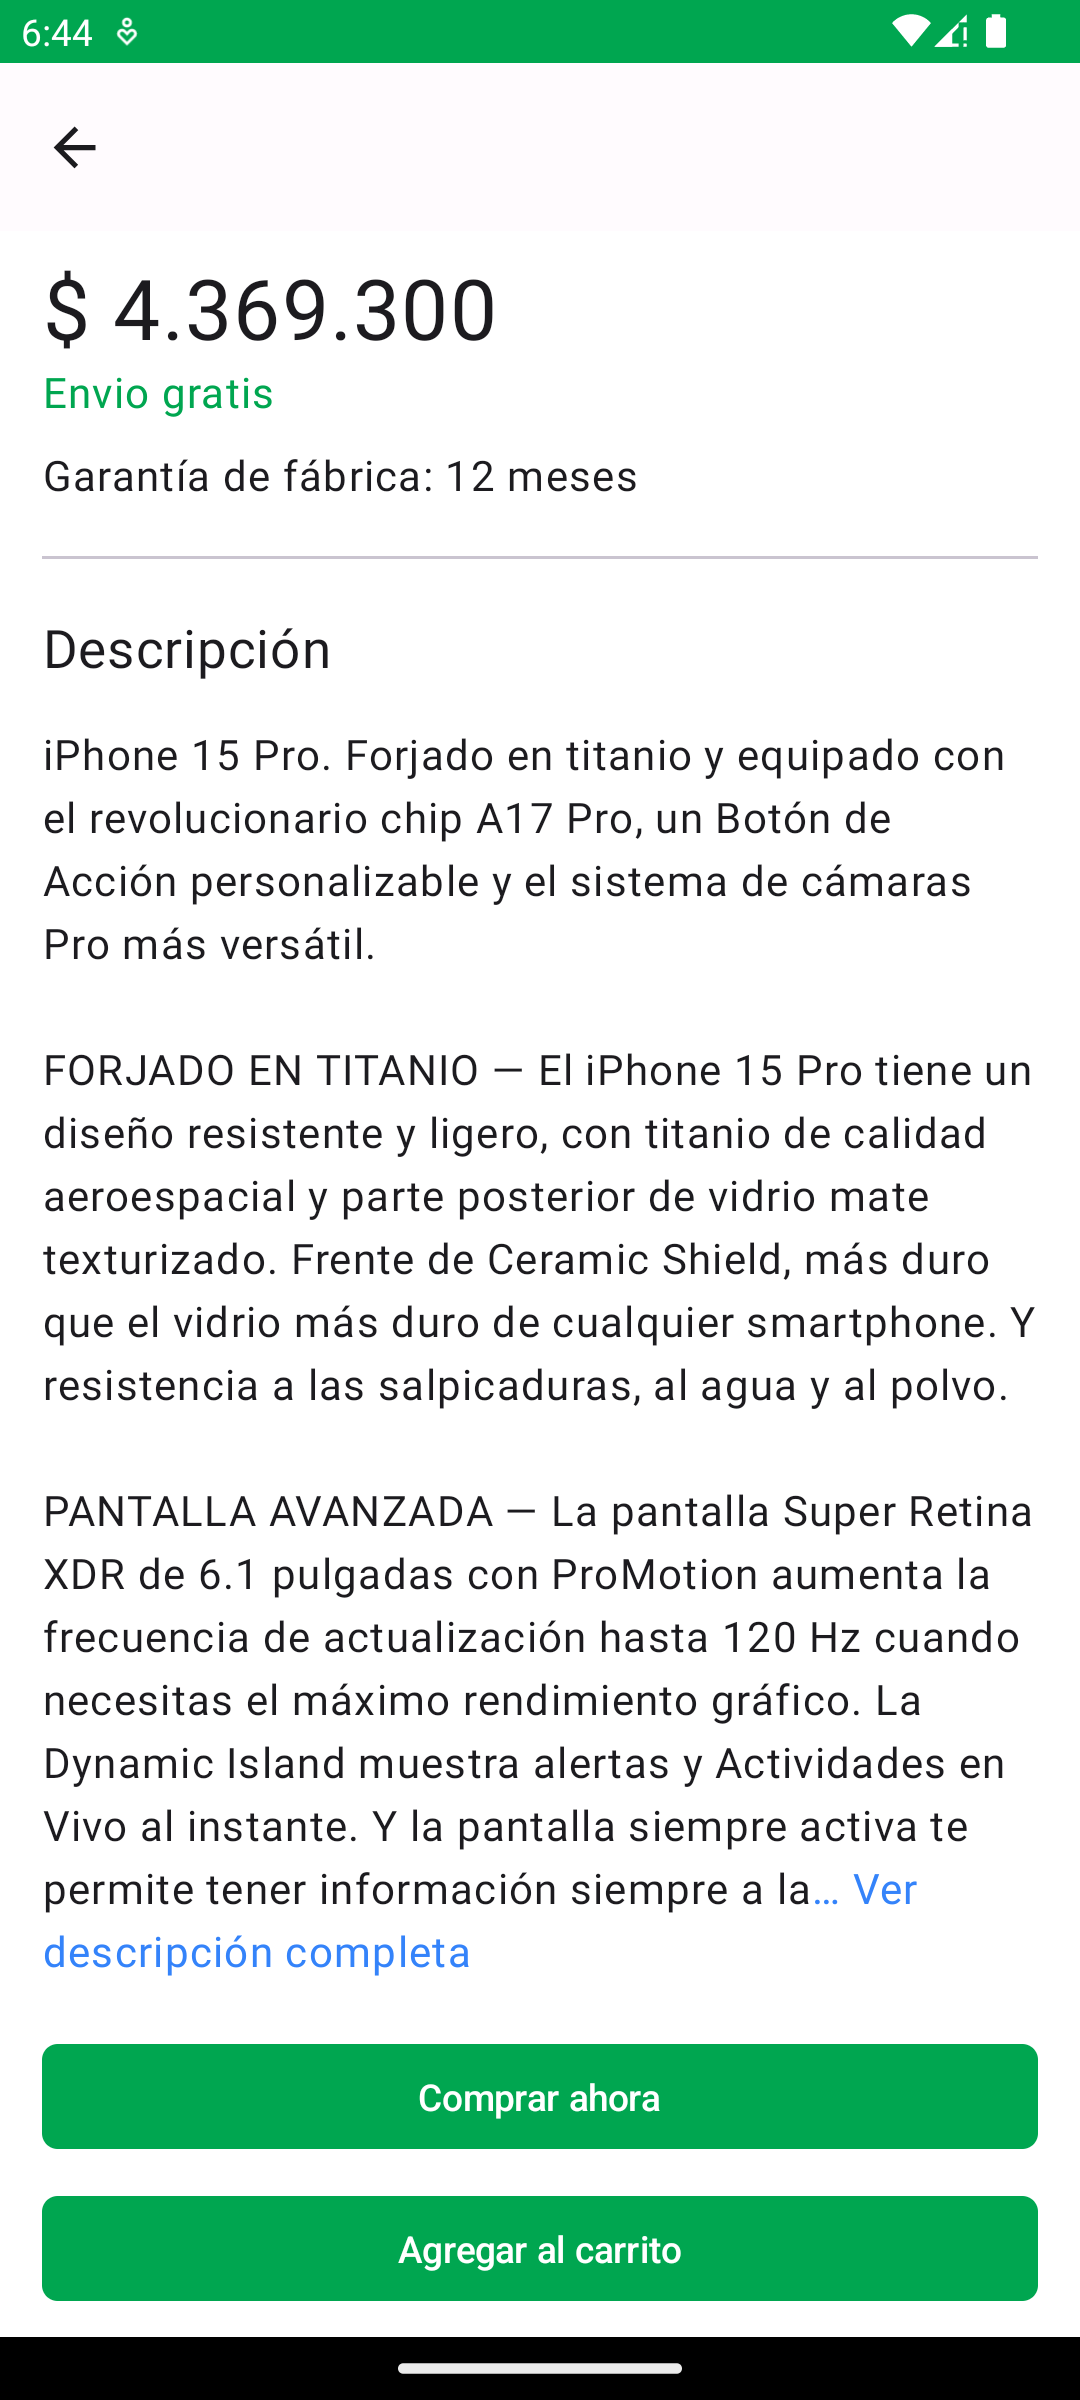 6:44
$ 4.369.300
Envio gratis
Garantía de fábrica: 12 meses
Descripción
iPhone 15 Pro. Forjado en titanio y equipado con
el revolucionario chip A17 Pro, un Botón de
Acción personalizable y el sistema de cámaras
Pro más versátil.
FORJADO EN TITANIO — El iPhone 15 Pro tiene un
diseño resistente y ligero, con titanio de calidad
aeroespacial y parte posterior de vidrio mate
texturizado. Frente de Ceramic Shield, más duro
que el vidrio más duro de cualquier smartphone. Y
resistencia a las salpicaduras, al agua y al polvo.
PANTALLA AVANZADA — La pantalla Super Retina
XDR de 6.1 pulgadas con ProMotion aumenta la
frecuencia de actualización hasta 120 Hz cuando
necesitas el máximo rendimiento gráfico. La
Dynamic Island muestra alertas y Actividades en
Vivo al instante. Y la pantalla siempre activa te
permite tener información siempre a la… Ver
descripción completa
Comprar ahora
Agregar al carrito